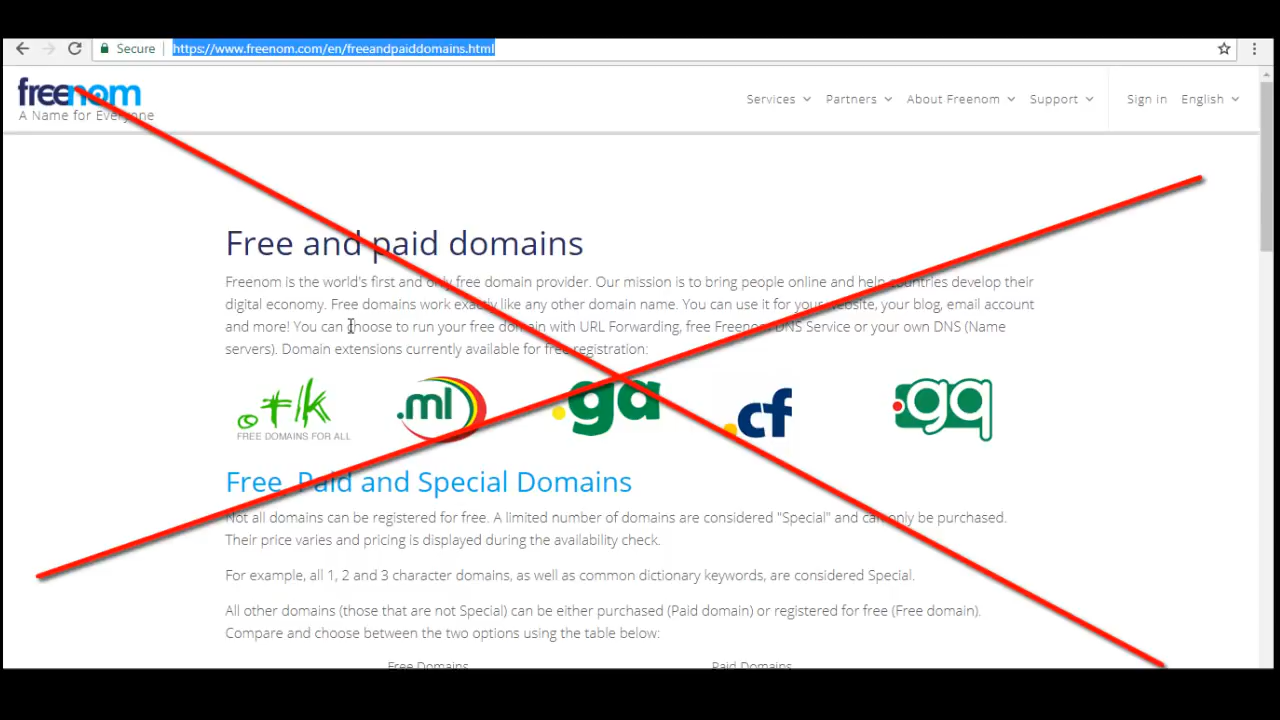 Secure https://www.freenom.com/en/freeandpaiddomains.html
freenom
A Name for Everyone
Services Partners About Freenom Support Sign in English
Free and paid domains
Freenom is the world's first and only free domain provider. Our mission is to bring people online and help countries develop their
digital economy. Free domains work exactly like any other domain name. You can use it for your website, your blog, email account
and more! You can choose to run your free domain with URL Forwarding, free Freenom DNS Service or your own DNS (Name
servers). Domain extensions currently available for free registration:
.tk .ml .ga .cf .gq
FREE DOMAINS FOR ALL
Free, Paid and Special Domains
Not all domains can be registered for free. A limited number of domains are considered "Special" and can only be purchased.
Their price varies and pricing is displayed during the availability check.
For example, all 1, 2 and 3 character domains, as well as common dictionary keywords, are considered Special.
All other domains (those that are not Special) can be either purchased (Paid domain) or registered for free (Free domain).
Compare and choose between the two options using the table below:
Free Domains Paid Domains